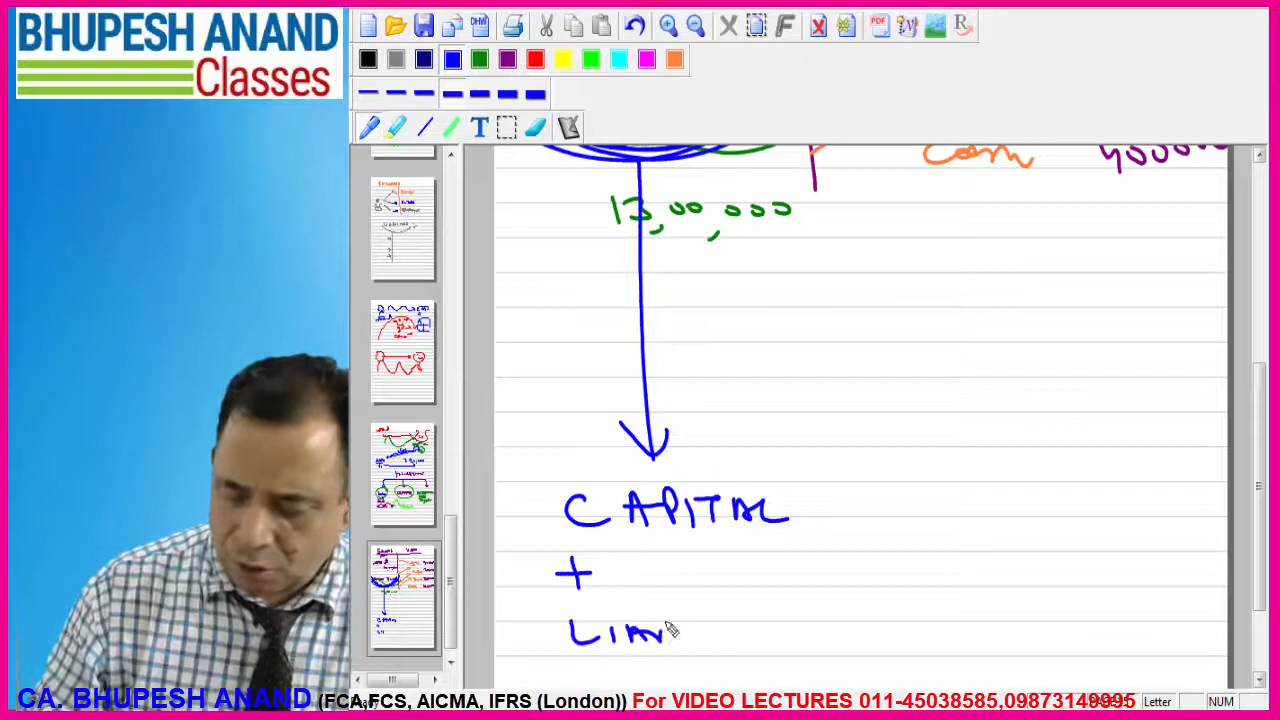 BHUPESH ANAND
Classes
13,00,000
CAPITAL
+
LIA
CA. BHUPESH ANAND (FCA,FCS, AICMA, IFRS (London)) For VIDEO LECTURES 011-45038585,09873149995
Letter NUM